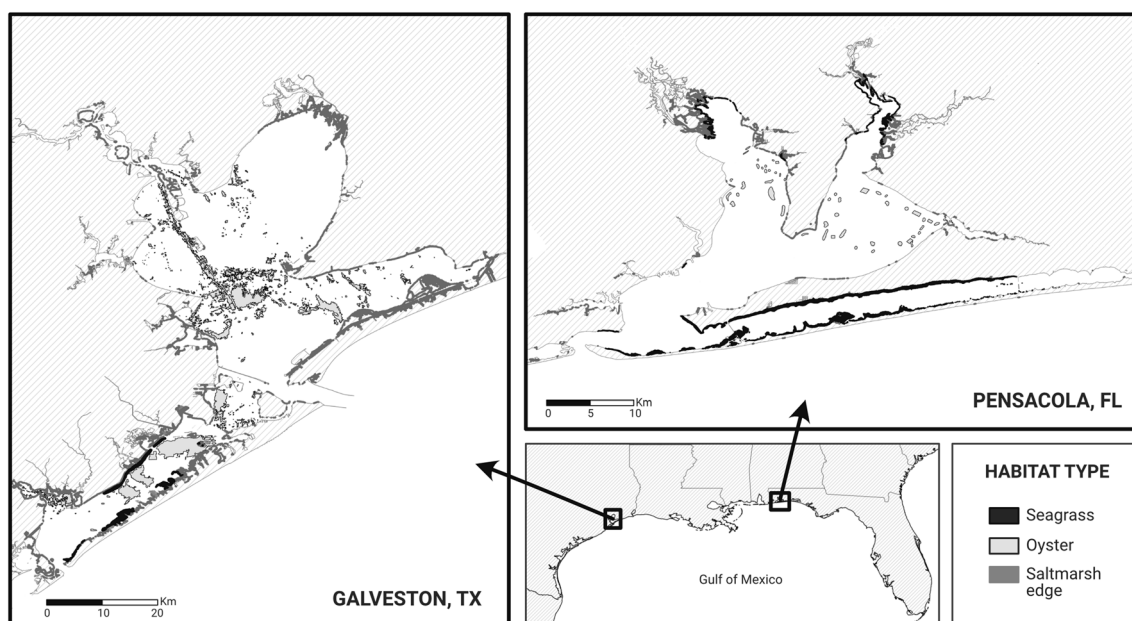 Km
0 10 20
GALVESTON, TX
Km
0 5 10
PENSACOLA, FL
Gulf of Mexico
HABITAT TYPE
Seagrass
Oyster
Saltmarsh
edge